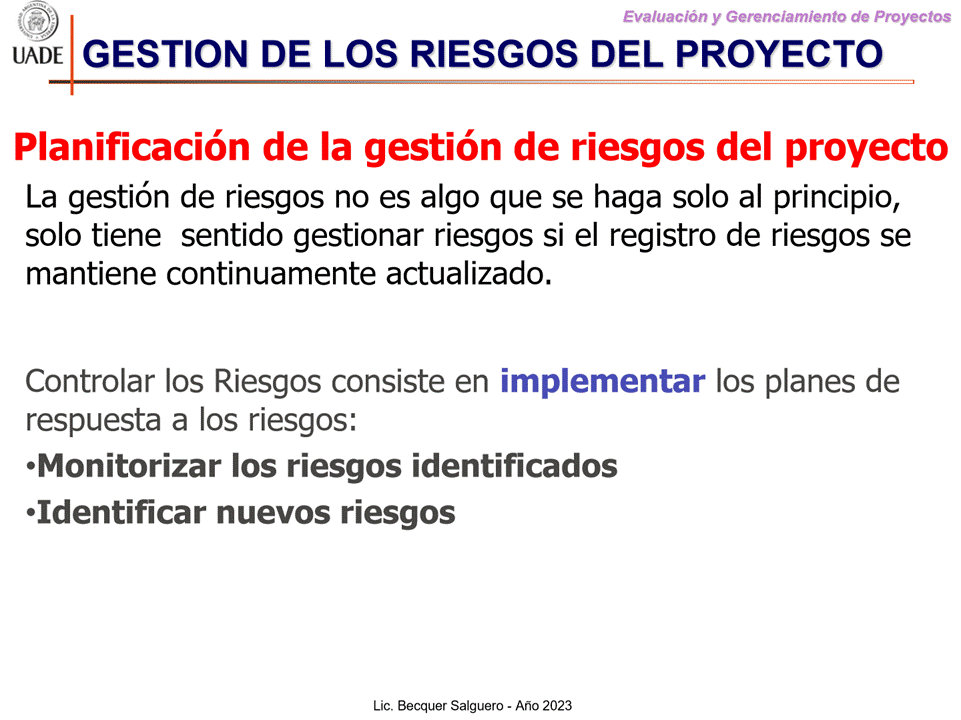 Evaluación y Gerenciamiento de Proyectos
UADE
GESTION DE LOS RIESGOS DEL PROYECTO
Planificación de la gestión de riesgos del proyecto
La gestión de riesgos no es algo que se haga solo al principio,
solo tiene  sentido gestionar riesgos si el registro de riesgos se
mantiene continuamente actualizado.
Controlar los Riesgos consiste en implementar los planes de
respuesta a los riesgos:
•Monitorizar los riesgos identificados
•Identificar nuevos riesgos
Lic. Becquer Salguero - Año 2023